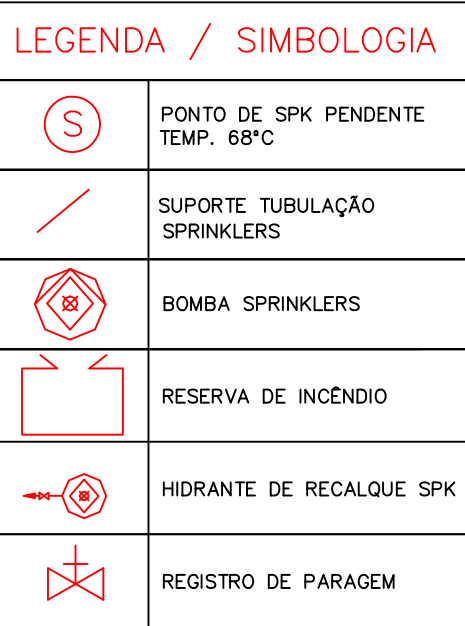 LEGENDA / SIMBOLOGIA
S
PONTO DE SPK PENDENTE
TEMP. 68°C
SUPORTE TUBULAÇÃO
SPRINKLERS
BOMBA SPRINKLERS
RESERVA DE INCÊNDIO
HIDRANTE DE RECALQUE SPK
REGISTRO DE PARAGEM